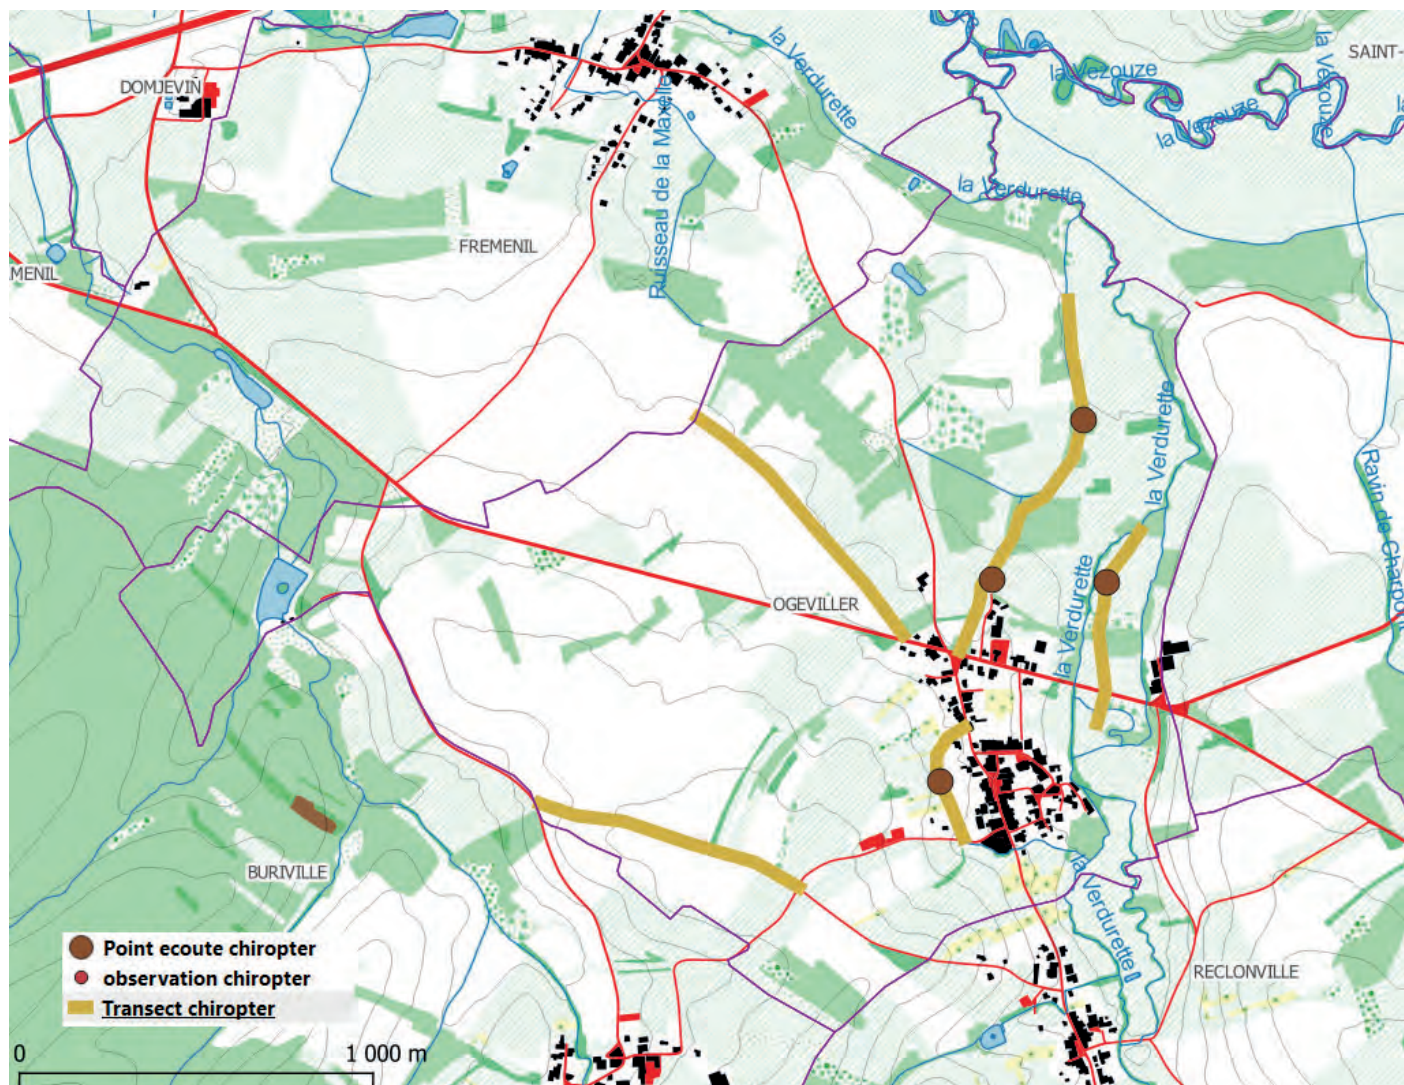 la Verdurette
SAINT-
la Vezouze
la Vezouze
la Vezouze
la
DOMJEVIN
Ruisseau de la Maxelle
la Verdurette
FREMENIL
MENIL
la Verdurette
Ravin de Charpont
OGEVILLER
la Verdurette
BURIVILLE
la Verdurette
RECLONVILLE
Point ecoute chiropter
observation chiropter
Transect chiropter
0
1 000 m